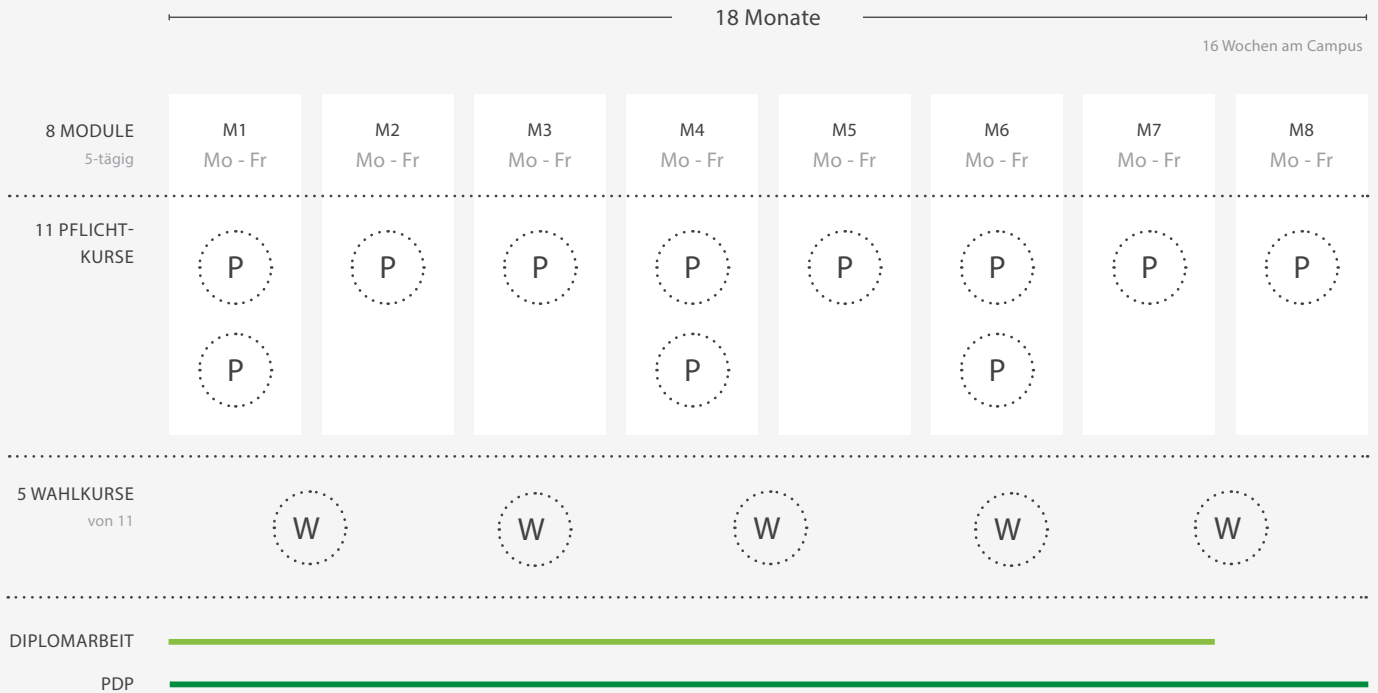 18 Monate
16 Wochen am Campus
8 MODULE
5-tägig
M1 M2 M3 M4 M5 M6 M7 M8
Mo - Fr Mo - Fr Mo - Fr Mo - Fr Mo - Fr Mo - Fr Mo - Fr Mo - Fr
11 PFLICHT-
KURSE
P P P P P P P P
P P P
5 WAHLKURSE
von 11
W W W W W
DIPLOMARBEIT
PDP